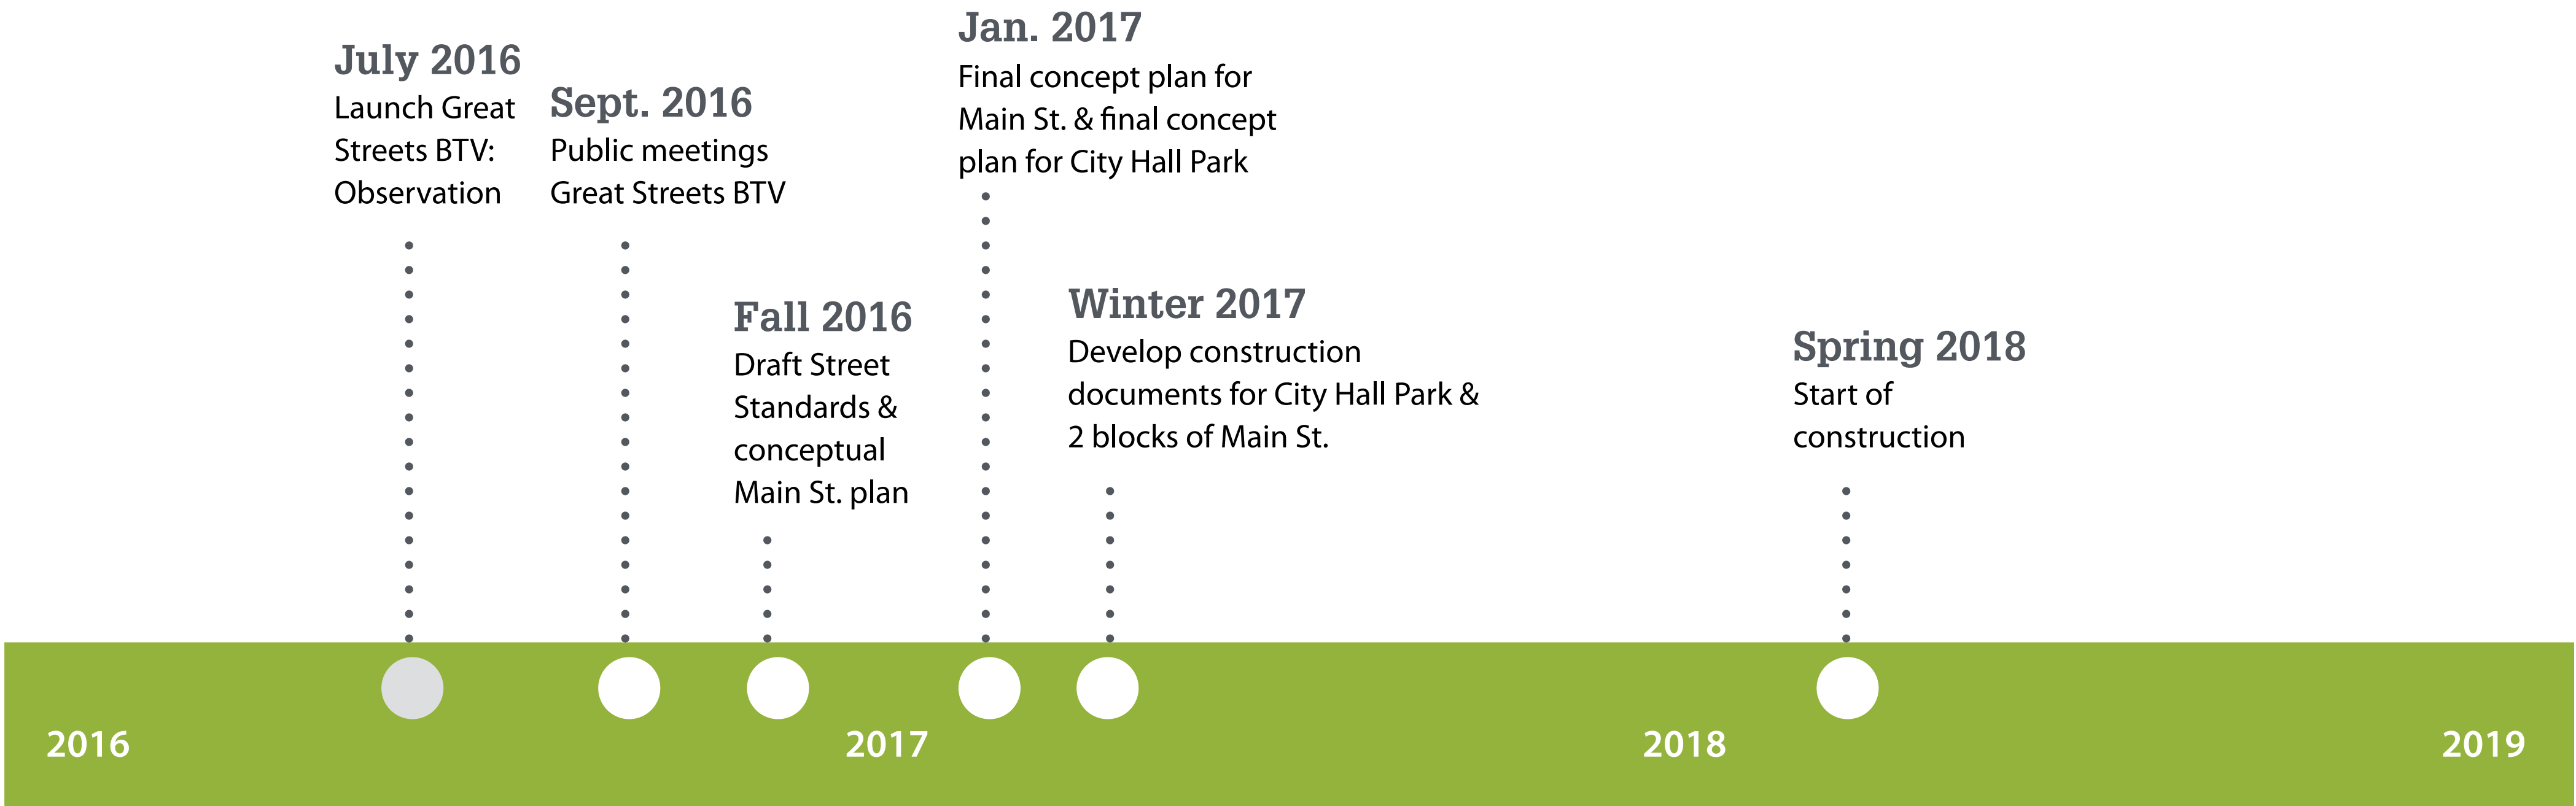 July 2016
Launch Great
Streets BTV:
Observation
Sept. 2016
Public meetings
Great Streets BTV
Fall 2016
Draft Street
Standards &
conceptual
Main St. plan
Jan. 2017
Final concept plan for
Main St. & final concept
plan for City Hall Park
Winter 2017
Develop construction
documents for City Hall Park &
2 blocks of Main St.
Spring 2018
Start of
construction
2016
2017
2018
2019